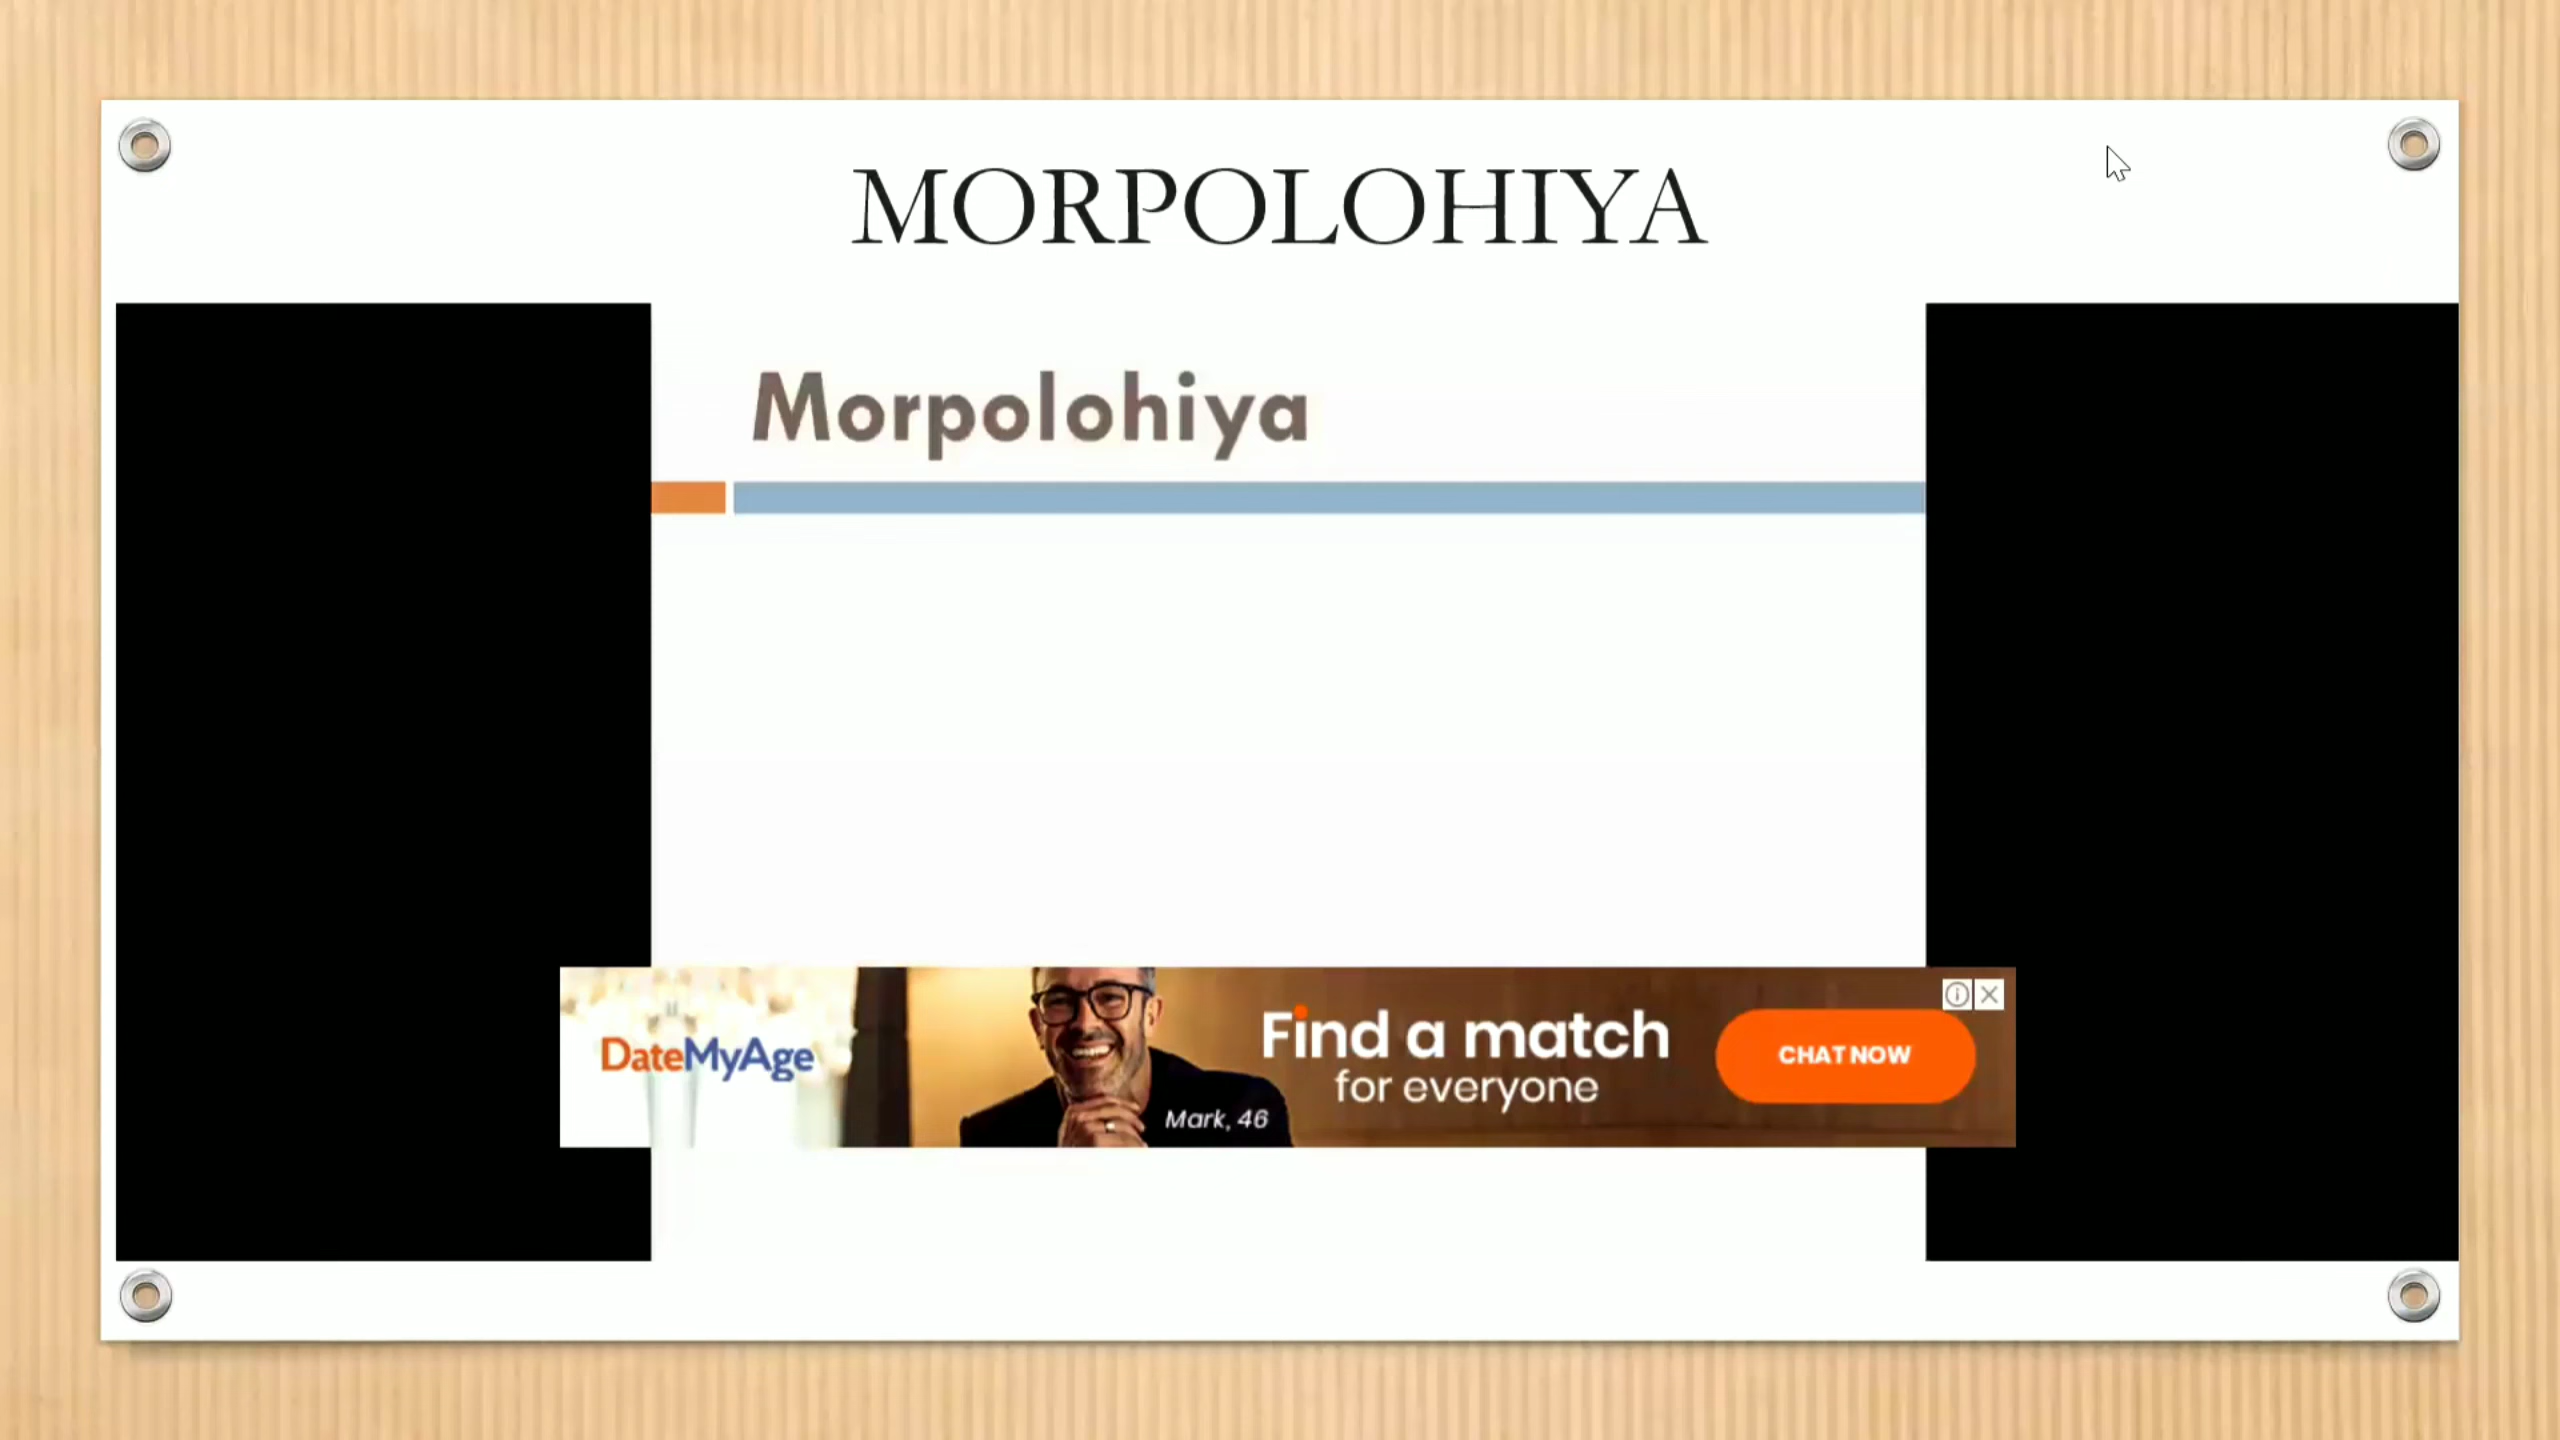 MORPOLOHIYA
Morpolohiya
DateMyAge
Mark, 46
Find a match
for everyone
CHAT NOW